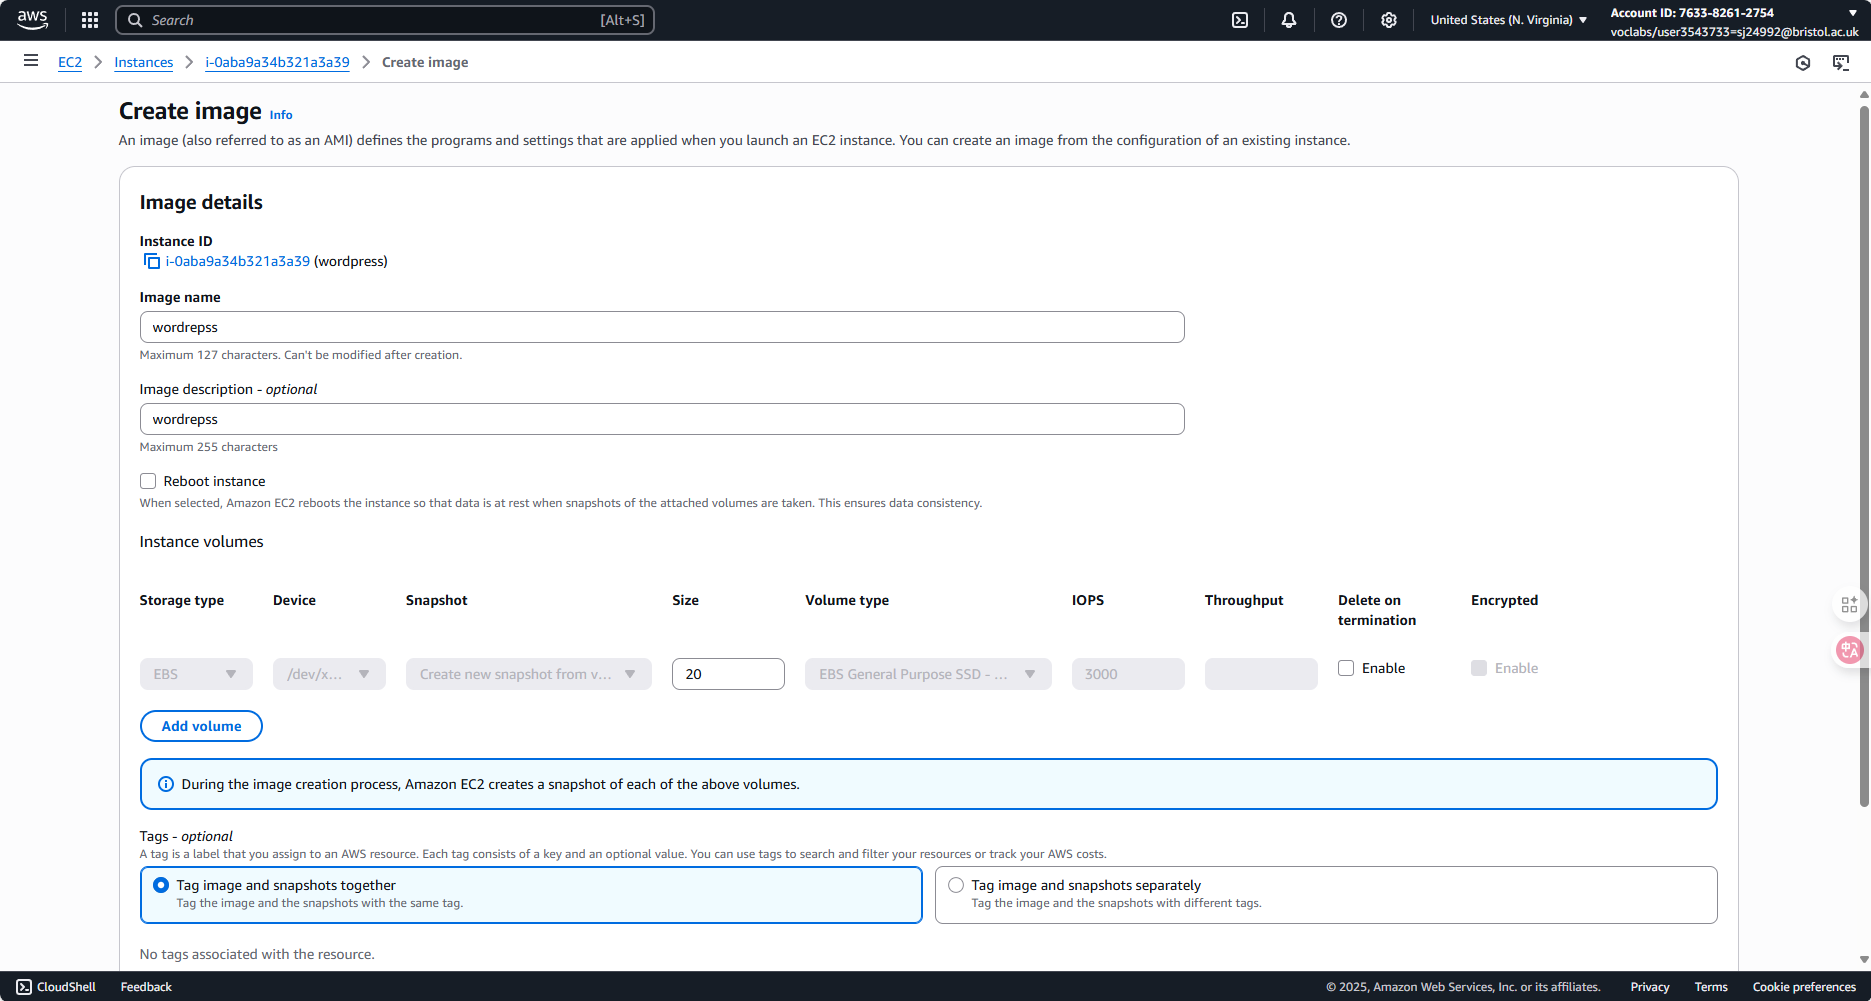 aws
Search [Alt+S]
United States (N. Virginia)
Account ID: 7633-8261-2754
voclabs/user3543733=sj24992@bristol.ac.uk
EC2 Instances i-0aba9a34b321a3a39 Create image
Create image Info
An image (also referred to as an AMI) defines the programs and settings that are applied when you launch an EC2 instance. You can create an image from the configuration of an existing instance.
Image details
Instance ID
i-0aba9a34b321a3a39 (wordpress)
Image name
wordrepss
Maximum 127 characters. Can't be modified after creation.
Image description - optional
wordrepss
Maximum 255 characters
Reboot instance
When selected, Amazon EC2 reboots the instance so that data is at rest when snapshots of the attached volumes are taken. This ensures data consistency.
Instance volumes
Storage type Device Snapshot Size Volume type IOPS Throughput Delete on termination Encrypted
EBS /dev/x... Create new snapshot from v... 20 EBS General Purpose SSD - ... 3000 Enable Enable
Add volume
During the image creation process, Amazon EC2 creates a snapshot of each of the above volumes.
Tags - optional
A tag is a label that you assign to an AWS resource. Each tag consists of a key and an optional value. You can use tags to search and filter your resources or track your AWS costs.
Tag image and snapshots together
Tag the image and the snapshots with the same tag.
Tag image and snapshots separately
Tag the image and the snapshots with different tags.
No tags associated with the resource.
CloudShell Feedback © 2025, Amazon Web Services, Inc. or its affiliates. Privacy Terms Cookie preferences